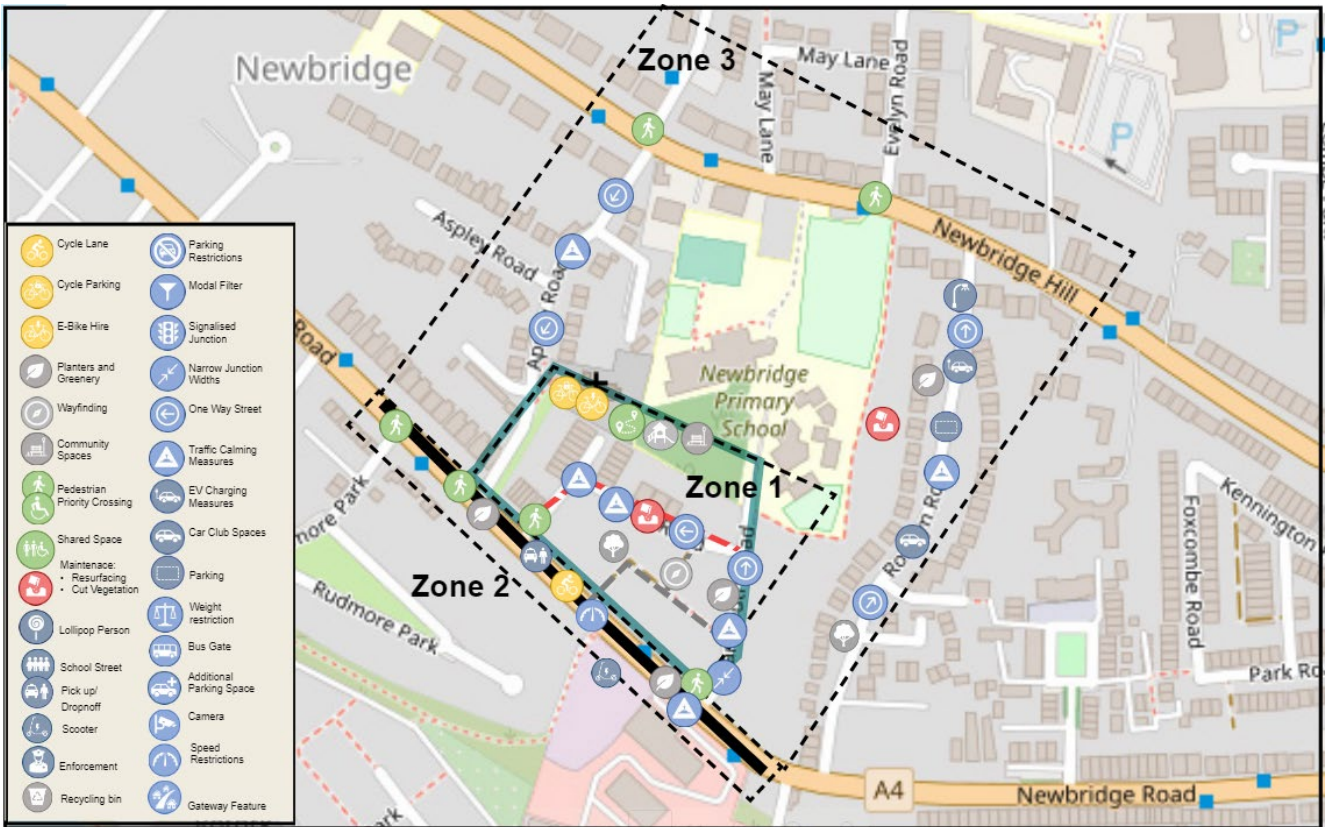 Zone 3
Newbridge
May Lane
May Lane
Evelyn Road
P
P
Aspley Road
Newbridge Hill
Road
Newbridge
Primary
School
Zone 1
Zone 2
more Park
Rudmore Park
Foxcombe Road
Kennington
Park Ro
A4
Newbridge Road
Cycle Lane
Cycle Parking
E-Bike Hire
Planters and
Greenery
Wayfinding
Community
Spaces
Pedestrian
Priority Crossing
Shared Space
Maintenace:
• Resurfacing
• Cut Vegetation
Lollipop Person
School Street
Pick up/
Dropnoff
Scooter
Enforcement
Recycling bin
Parking
Restrictions
Modal Filter
Signalised
Junction
Narrow Junction
Widths
One Way Street
Traffic Calming
Measures
EV Charging
Measures
Car Club Spaces
Parking
Weight
restriction
Bus Gate
Additional
Parking Space
Camera
Speed
Restrictions
Gateway Feature